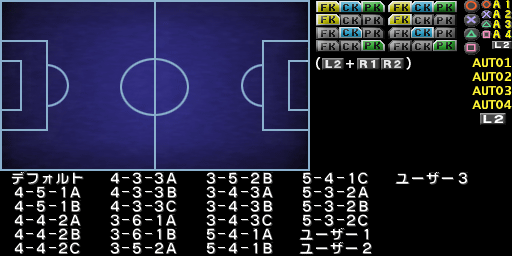 FK CK PK FK CK PK A 1
FK CK PK FK CK PK A 2
FK CK PK FK CK PK A 3
FK CK PK FK CK PK A 4
L2
(L2+R1R2)
AUTO1
AUTO2
AUTO3
AUTO4
L2
デフォルト 4-3-3A 3-5-2B 5-4-1C ユーザー3
4-5-1A 4-3-3B 3-4-3A 5-3-2A
4-5-1B 4-3-3C 3-4-3B 5-3-2B
4-4-2A 3-6-1A 3-4-3C 5-3-2C
4-4-2B 3-6-1B 5-4-1A ユーザー1
4-4-2C 3-5-2A 5-4-1B ユーザー2